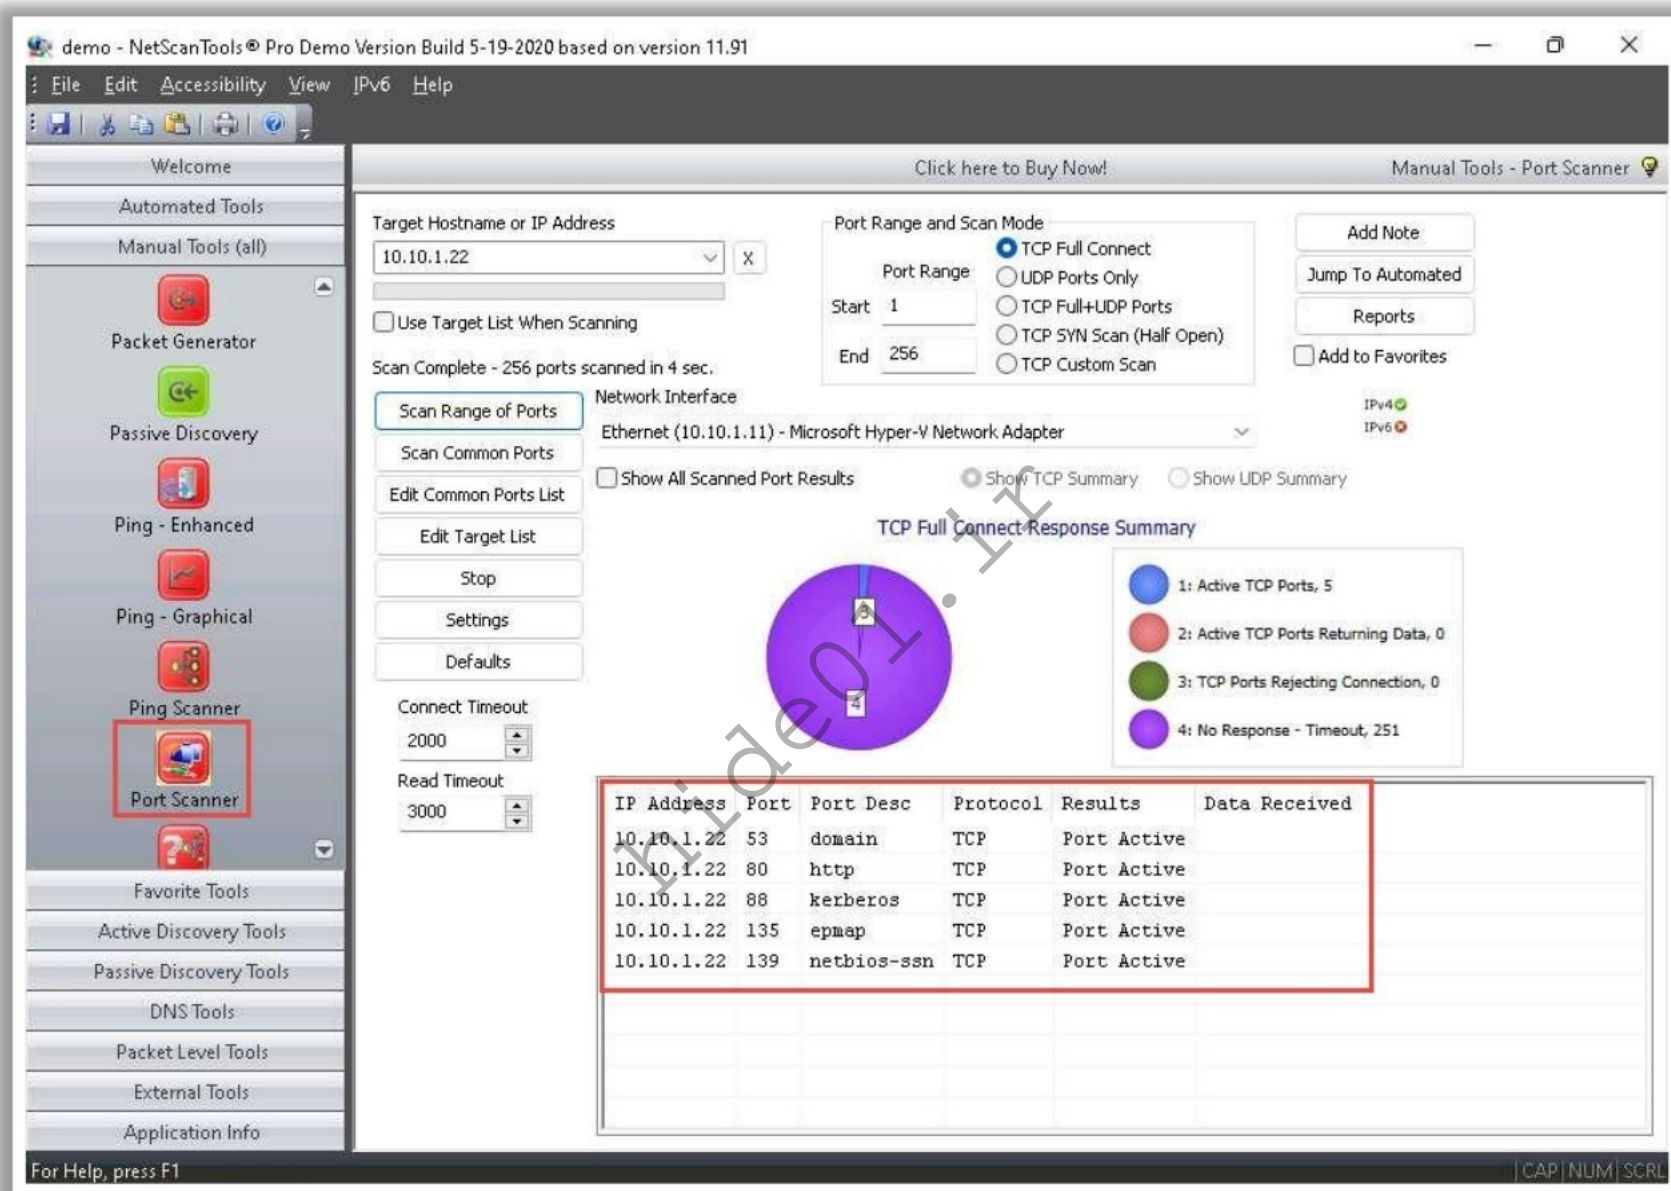 demo - NetScanTools® Pro Demo Version Build 5-19-2020 based on version 11.91
File Edit Accessibility View IPv6 Help
Welcome
Automated Tools
Manual Tools (all)
Packet Generator
Passive Discovery
Ping - Enhanced
Ping - Graphical
Ping Scanner
Port Scanner
Favorite Tools
Active Discovery Tools
Passive Discovery Tools
DNS Tools
Packet Level Tools
External Tools
Application Info
Click here to Buy Now!
Manual Tools - Port Scanner
Target Hostname or IP Address
10.10.1.22
X
Use Target List When Scanning
Scan Complete - 256 ports scanned in 4 sec.
Port Range and Scan Mode
Port Range
Start 1
End 256
TCP Full Connect
UDP Ports Only
TCP Full+UDP Ports
TCP SYN Scan (Half Open)
TCP Custom Scan
Add Note
Jump To Automated
Reports
Add to Favorites
IPv4
IPv6
Scan Range of Ports
Scan Common Ports
Edit Common Ports List
Edit Target List
Stop
Settings
Defaults
Connect Timeout
2000
Read Timeout
3000
Network Interface
Ethernet (10.10.1.11) - Microsoft Hyper-V Network Adapter
Show All Scanned Port Results
Show TCP Summary
Show UDP Summary
TCP Full Connect Response Summary
3
4
1: Active TCP Ports, 5
2: Active TCP Ports Returning Data, 0
3: TCP Ports Rejecting Connection, 0
4: No Response - Timeout, 251
IP Address Port Port Desc Protocol Results Data Received
10.10.1.22 53 domain TCP Port Active
10.10.1.22 80 http TCP Port Active
10.10.1.22 88 kerberos TCP Port Active
10.10.1.22 135 epmap TCP Port Active
10.10.1.22 139 netbios-ssn TCP Port Active
hide01.ir
For Help, press F1
CAP NUM SCRL